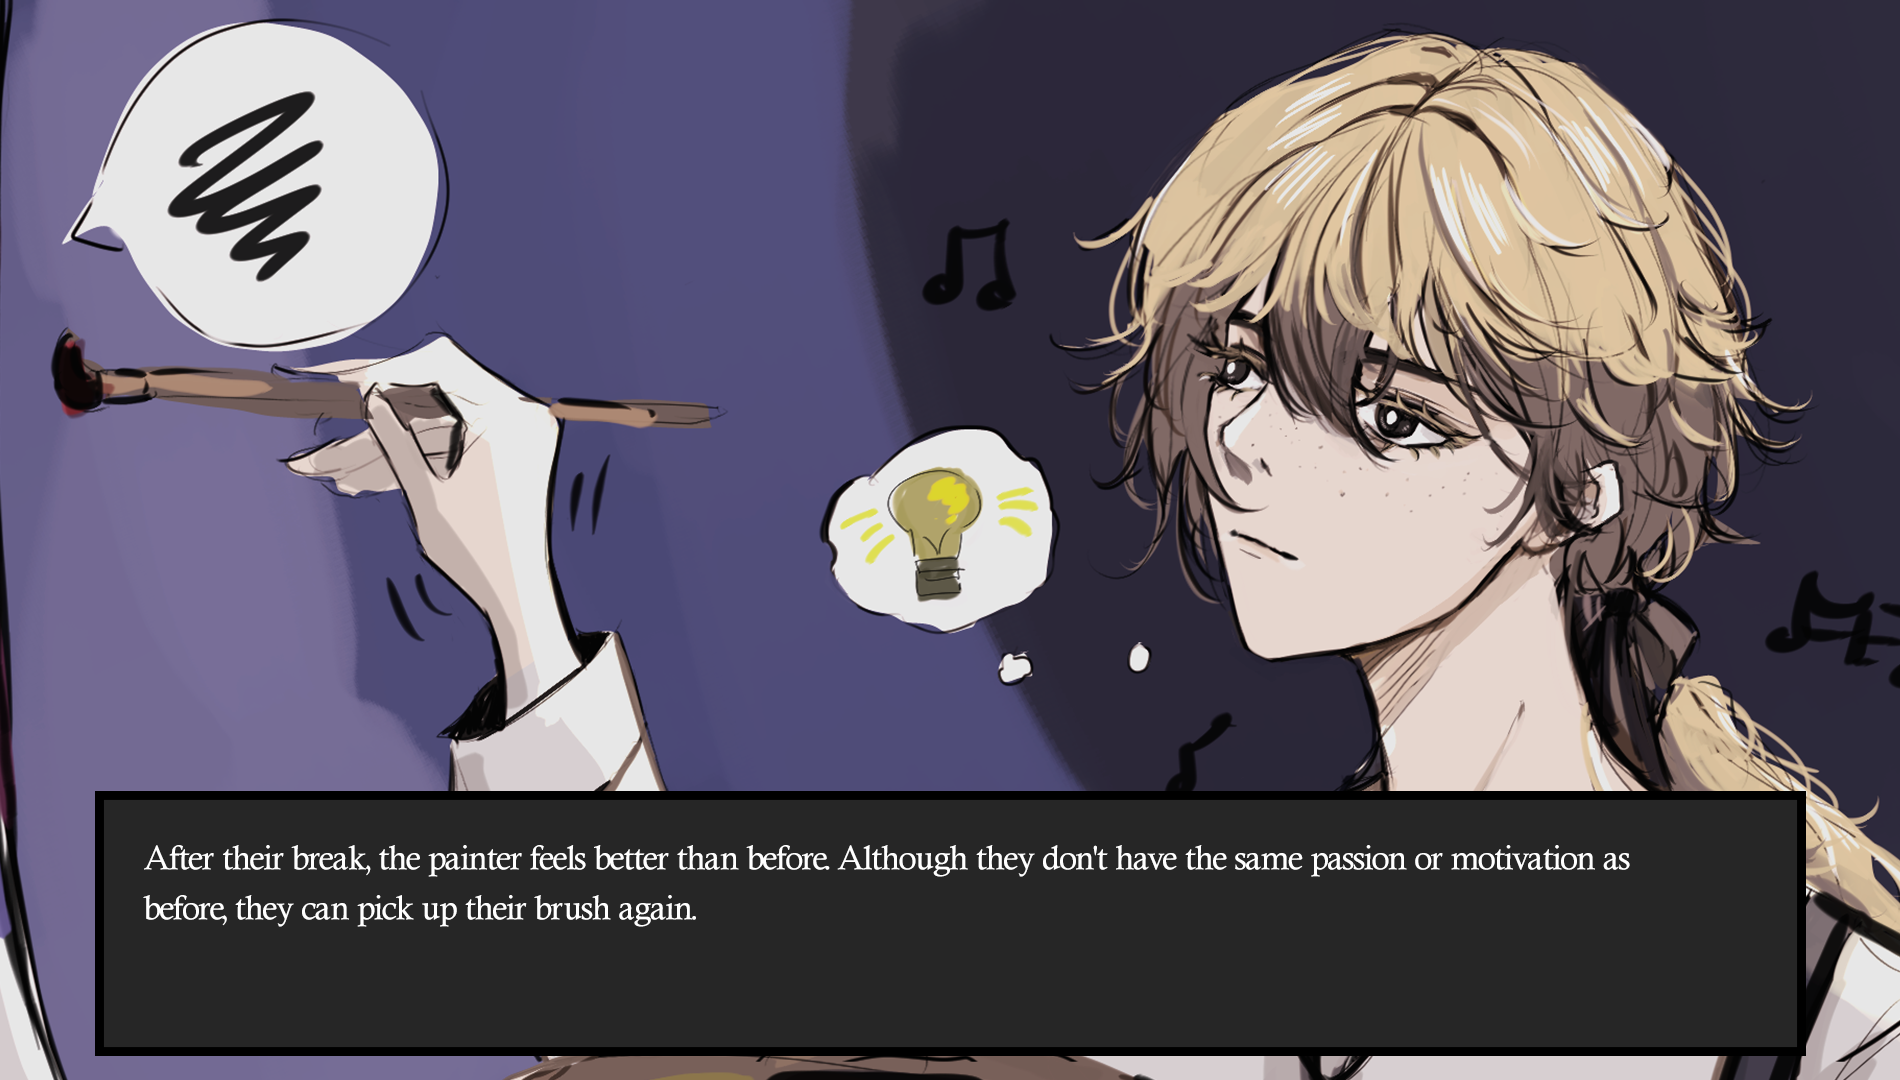 After their break, the painter feels better than before. Although they don't have the same passion or motivation as
before, they can pick up their brush again.